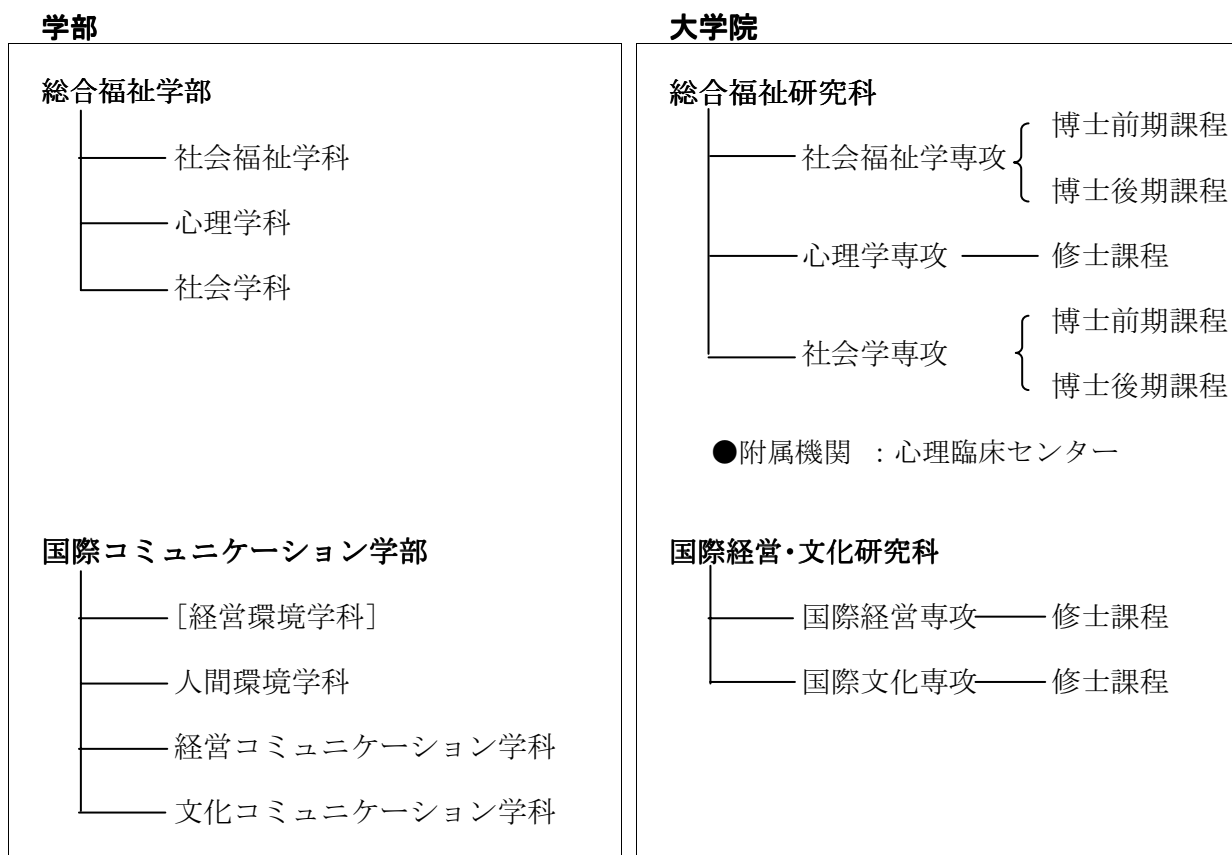 学部
総合福祉学部
社会福祉学科
心理学科
社会学科
国際コミュニケーション学部
[経営環境学科]
人間環境学科
経営コミュニケーション学科
文化コミュニケーション学科
大学院
総合福祉研究科
社会福祉学専攻
博士前期課程
博士後期課程
心理学専攻
修士課程
社会学専攻
博士前期課程
博士後期課程
●附属機関 : 心理臨床センター
国際経営・文化研究科
国際経営専攻 修士課程
国際文化専攻 修士課程